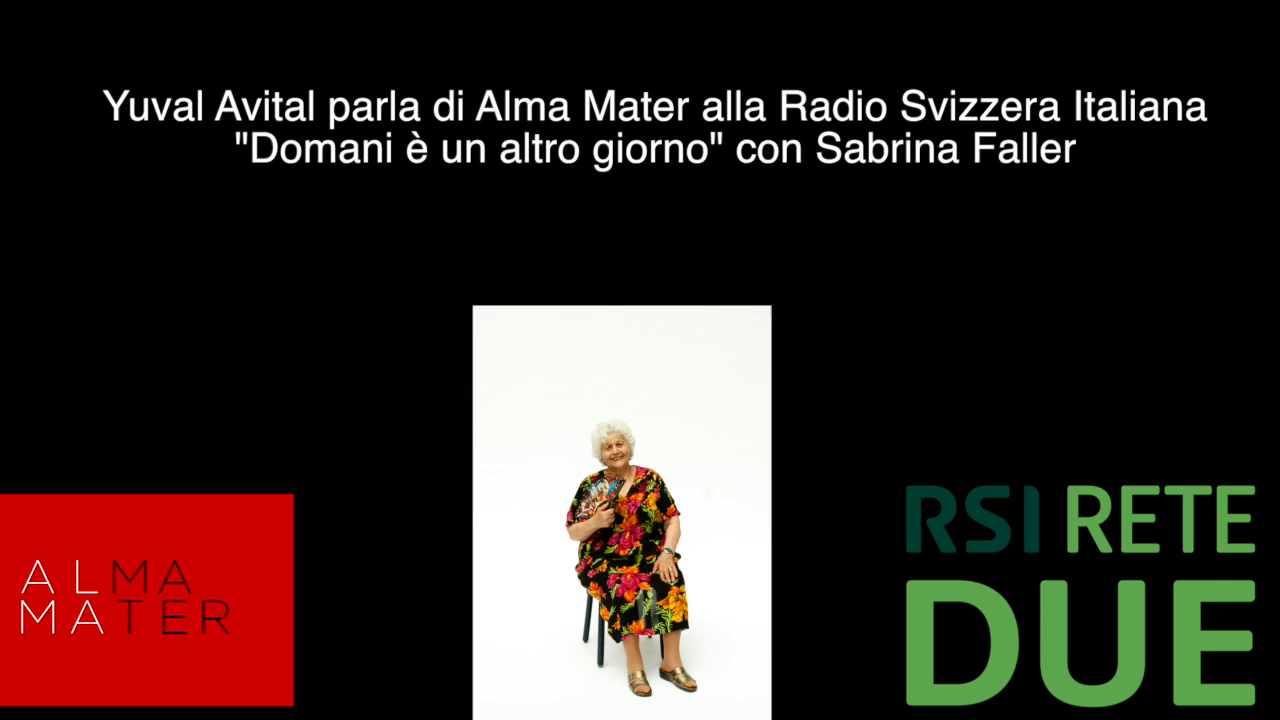 Yuval Avital parla di Alma Mater alla Radio Svizzera Italiana
"Domani è un altro giorno" con Sabrina Faller
ALMA
MATER
RSI RETE
DUE